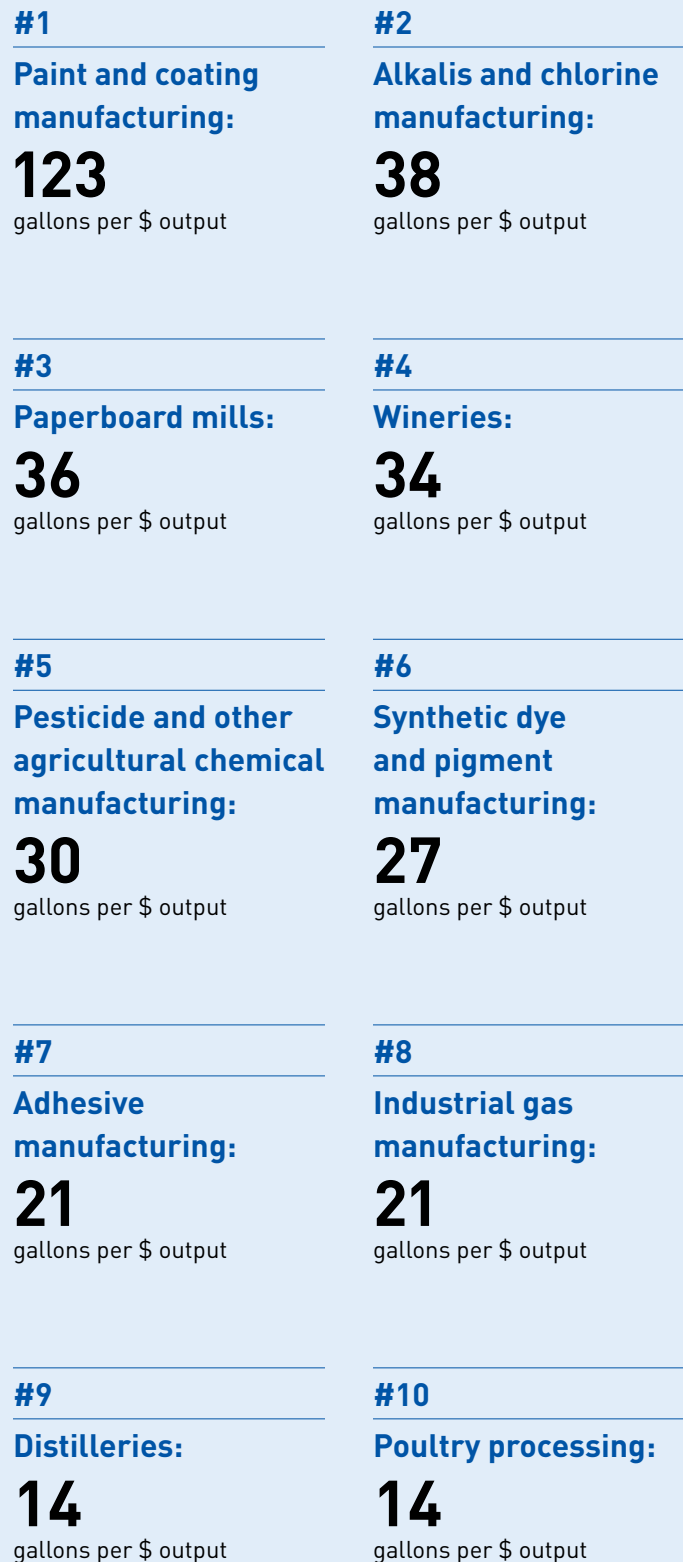 #1
Paint and coating
manufacturing:
123
gallons per $ output
#2
Alkalis and chlorine
manufacturing:
38
gallons per $ output
#3
Paperboard mills:
36
gallons per $ output
#4
Wineries:
34
gallons per $ output
#5
Pesticide and other
agricultural chemical
manufacturing:
30
gallons per $ output
#6
Synthetic dye
and pigment
manufacturing:
27
gallons per $ output
#7
Adhesive
manufacturing:
21
gallons per $ output
#8
Industrial gas
manufacturing:
21
gallons per $ output
#9
Distilleries:
14
gallons per $ output
#10
Poultry processing:
14
gallons per $ output